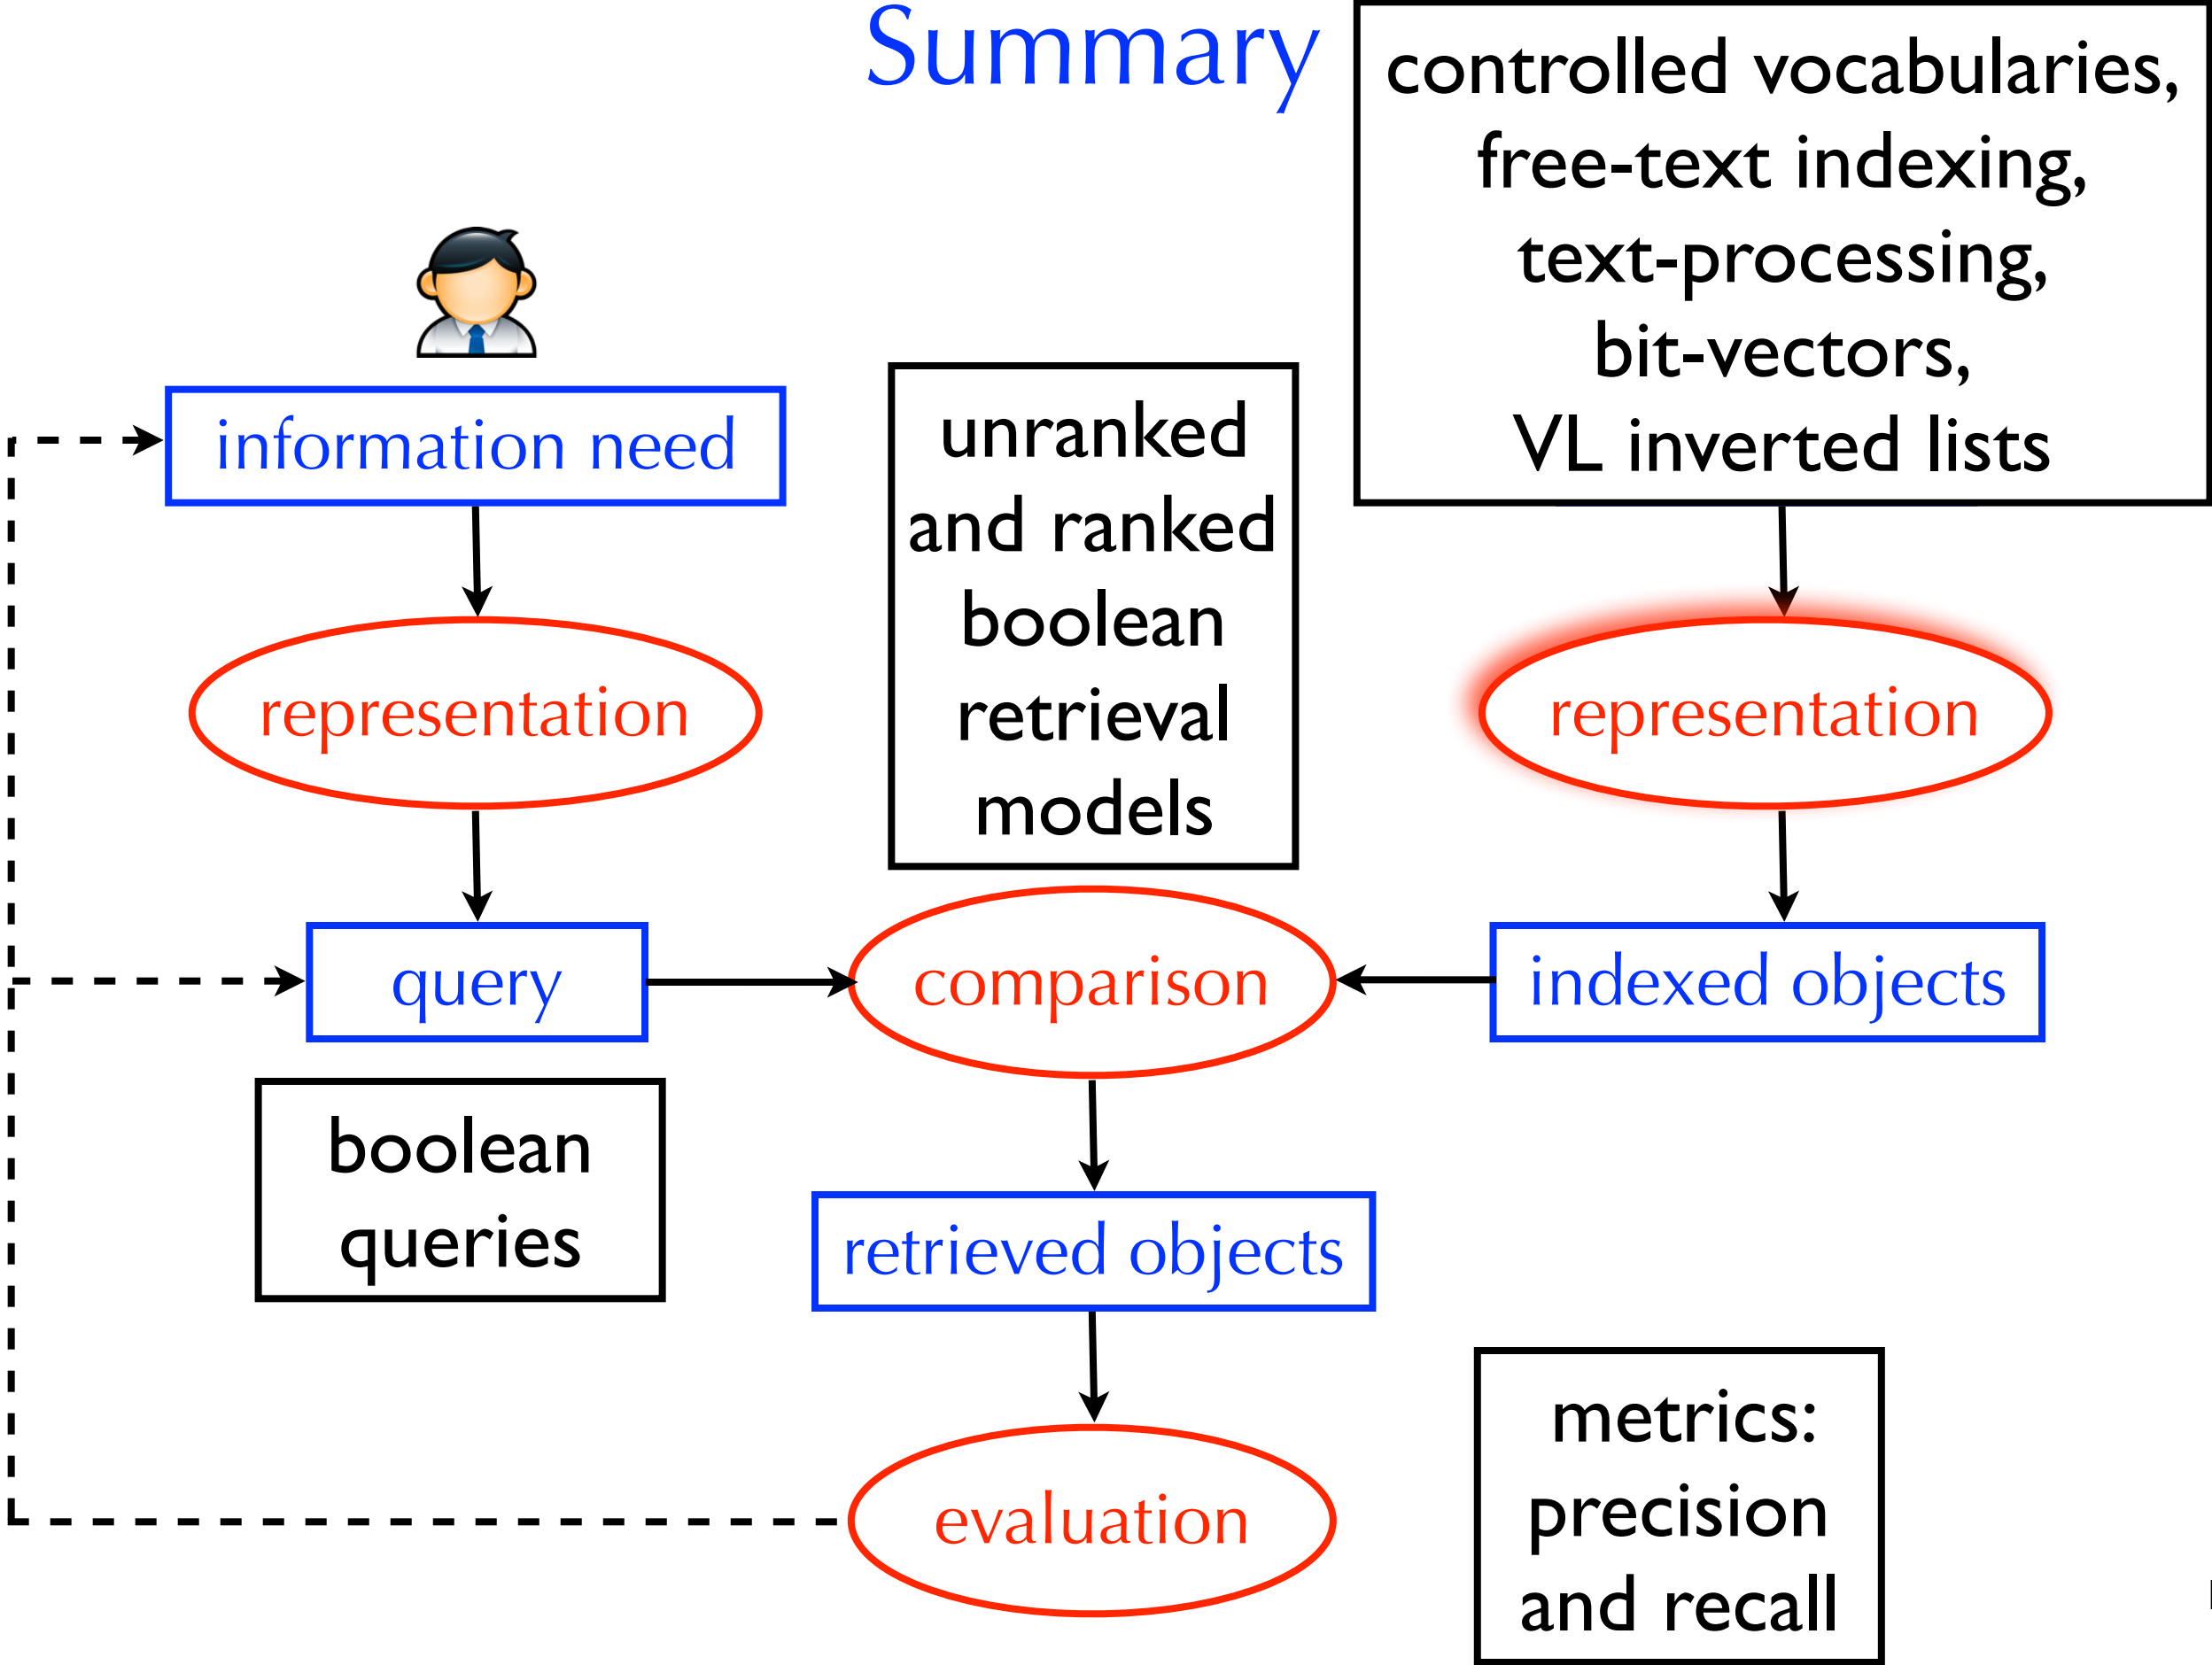 Summary
controlled vocabularies,
free-text indexing,
text-processing,
bit-vectors,
VL inverted lists
information need
unranked
and ranked
boolean
retrieval
models
representation
representation
query
comparison
indexed objects
boolean
queries
retrieved objects
metrics:
precision
and recall
evaluation